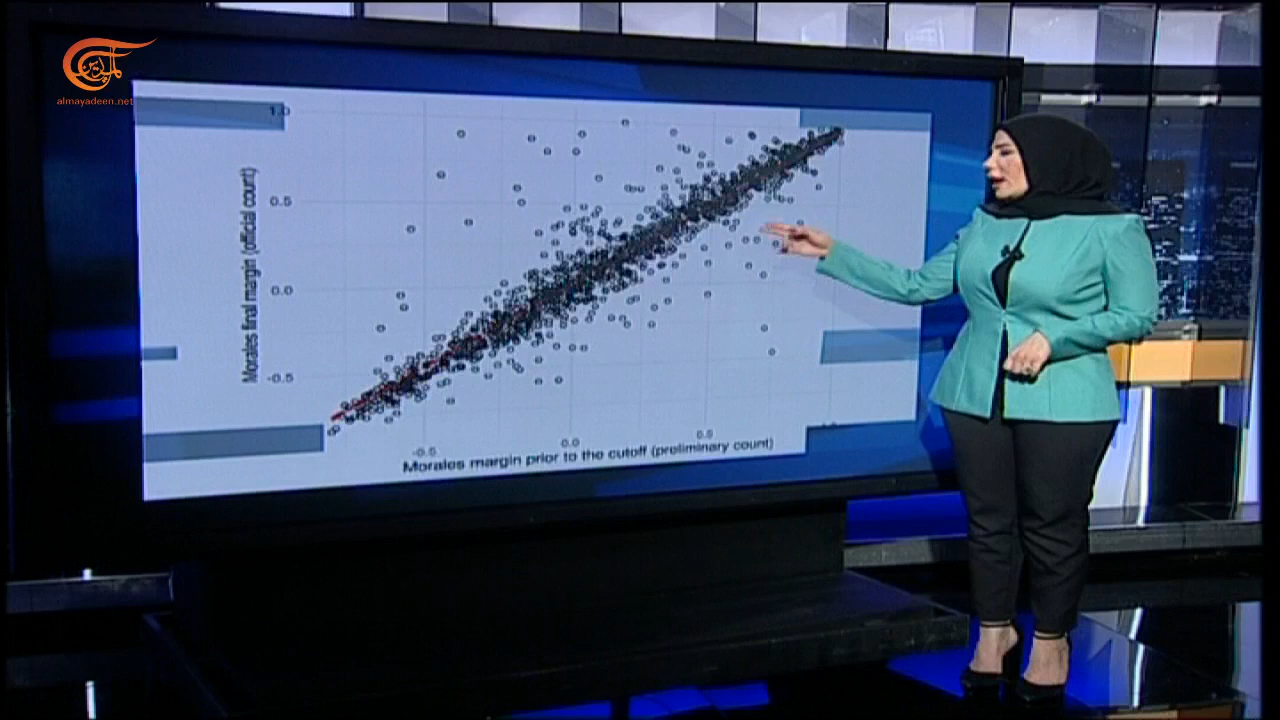 الميادين
almayadeen.net
1.0
0.5
0.0
-0.5
Morales final margin (official count)
-0.5
0.0
0.5
Morales margin prior to the cutoff (preliminary count)